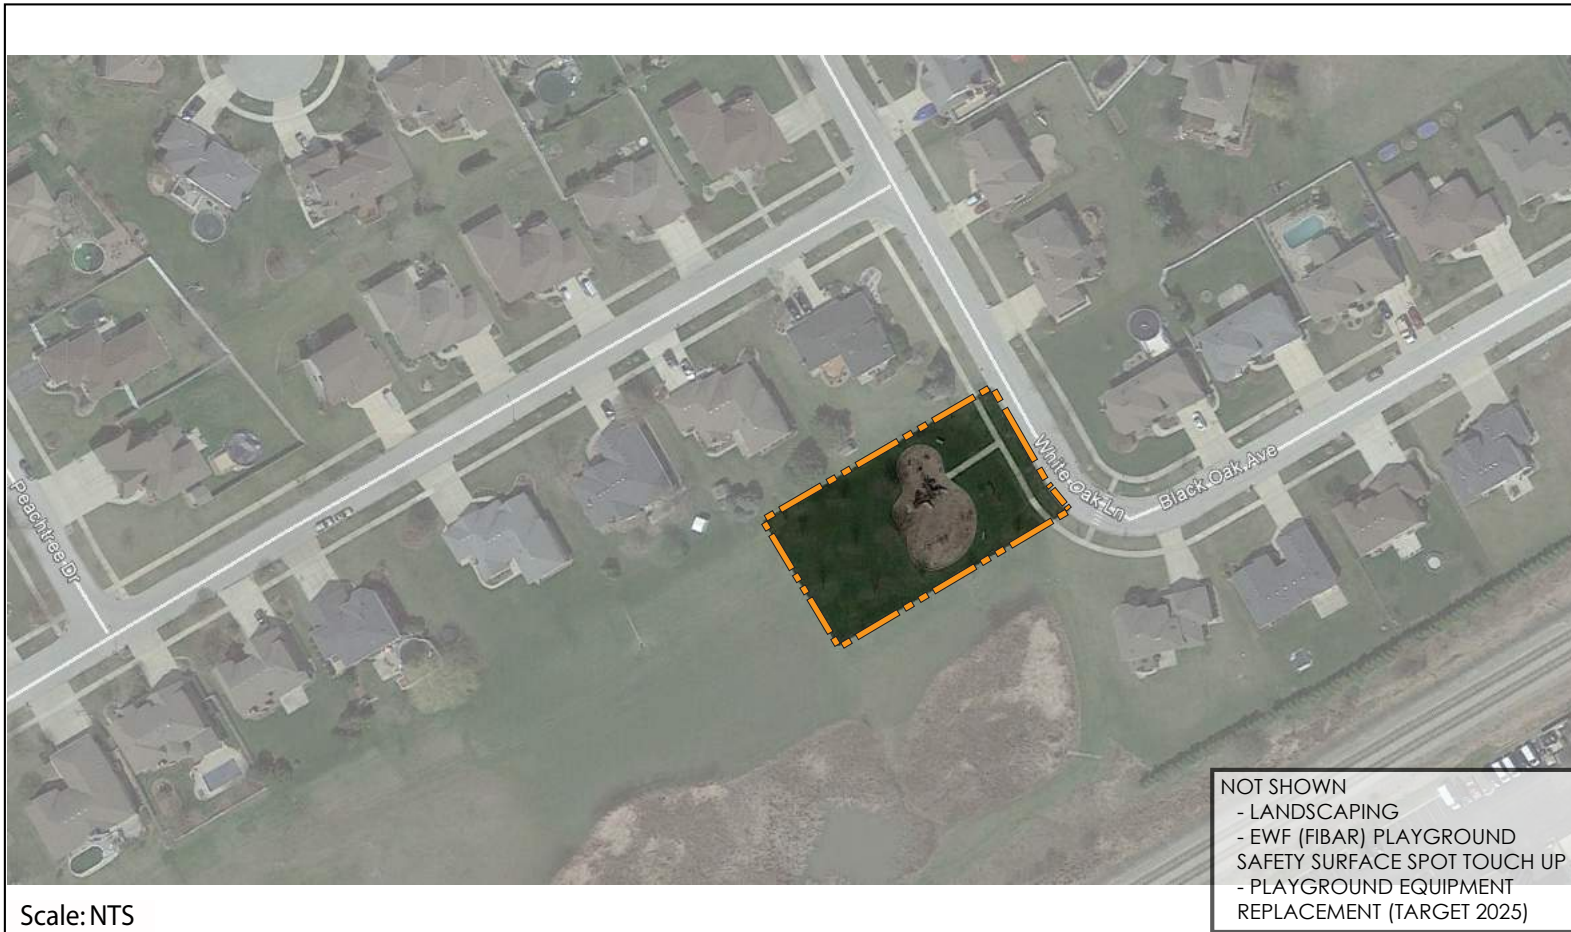 White Oak Ln
Black Oak Ave
Peachtree Dr
NOT SHOWN
- LANDSCAPING
- EWF (FIBAR) PLAYGROUND
SAFETY SURFACE SPOT TOUCH UP
- PLAYGROUND EQUIPMENT
REPLACEMENT (TARGET 2025)
Scale: NTS